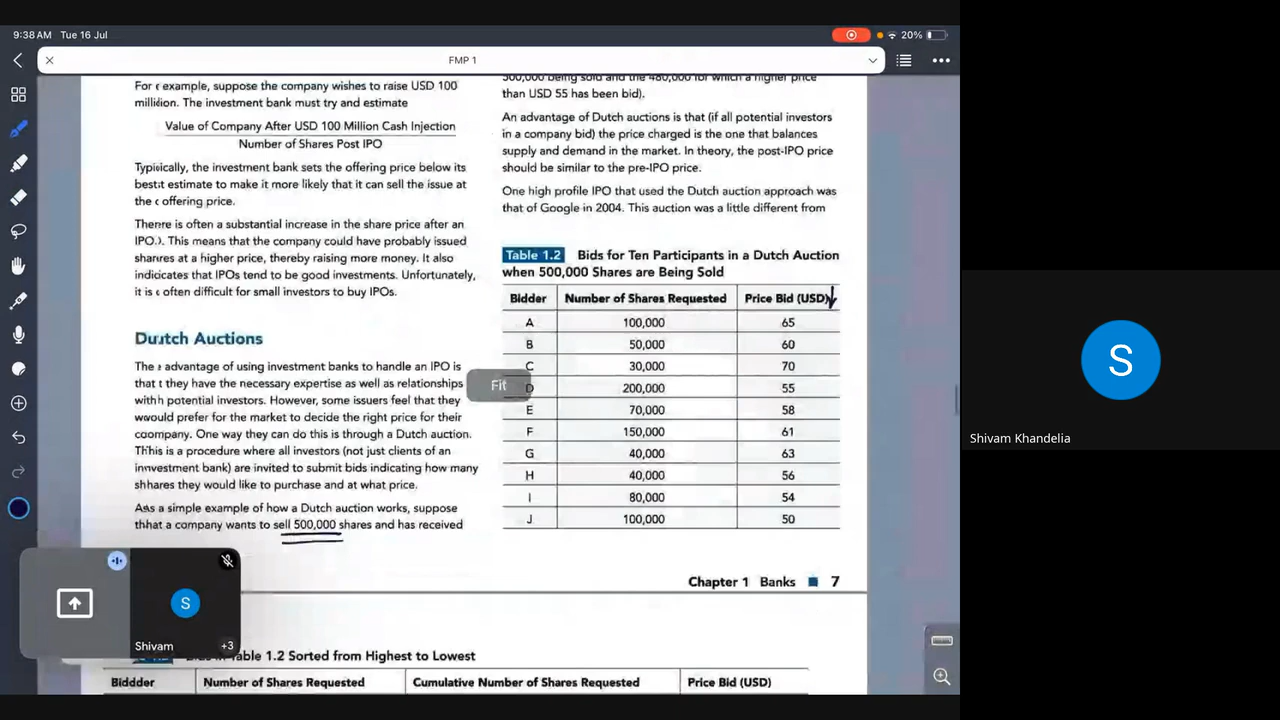 9:38 AM Tue 16 Jul
20%
FMP 1
For example, suppose the company wishes to raise USD 100
million. The investment bank must try and estimate
Value of Company After USD 100 Million Cash Injection
Number of Shares Post IPO
Typically, the investment bank sets the offering price below its
best estimate to make it more likely that it can sell the issue at
the offering price.
There is often a substantial increase in the share price after an
IPO. This means that the company could have probably issued
shares at a higher price, thereby raising more money. It also
indicates that IPOs tend to be good investments. Unfortunately,
it is often difficult for small investors to buy IPOs.
Dutch Auctions
The advantage of using investment banks to handle an IPO is
that they have the necessary expertise as well as relationships
with potential investors. However, some issuers feel that they
would prefer for the market to decide the right price for their
company. One way they can do this is through a Dutch auction.
This is a procedure where all investors (not just clients of an
investment bank) are invited to submit bids indicating how many
shares they would like to purchase and at what price.
As a simple example of how a Dutch auction works, suppose
that a company wants to sell 500,000 shares and has received
500,000 being sold and the 480,000 for which a higher price
than USD 55 has been bid).
An advantage of Dutch auctions is that (if all potential investors
in a company bid) the price charged is the one that balances
supply and demand in the market. In theory, the post-IPO price
should be similar to the pre-IPO price.
One high profile IPO that used the Dutch auction approach was
that of Google in 2004. This auction was a little different from
Table 1.2 Bids for Ten Participants in a Dutch Auction
when 500,000 Shares are Being Sold
Bidder Number of Shares Requested Price Bid (USD)
A 100,000 65
B 50,000 60
C 30,000 70
D 200,000 55
E 70,000 58
F 150,000 61
G 40,000 63
H 40,000 56
I 80,000 54
J 100,000 50
Fit
Chapter 1 Banks 7
Table 1.2 Sorted from Highest to Lowest
Biddder Number of Shares Requested Cumulative Number of Shares Requested Price Bid (USD)
S
Shivam
+3
S
Shivam Khandelia